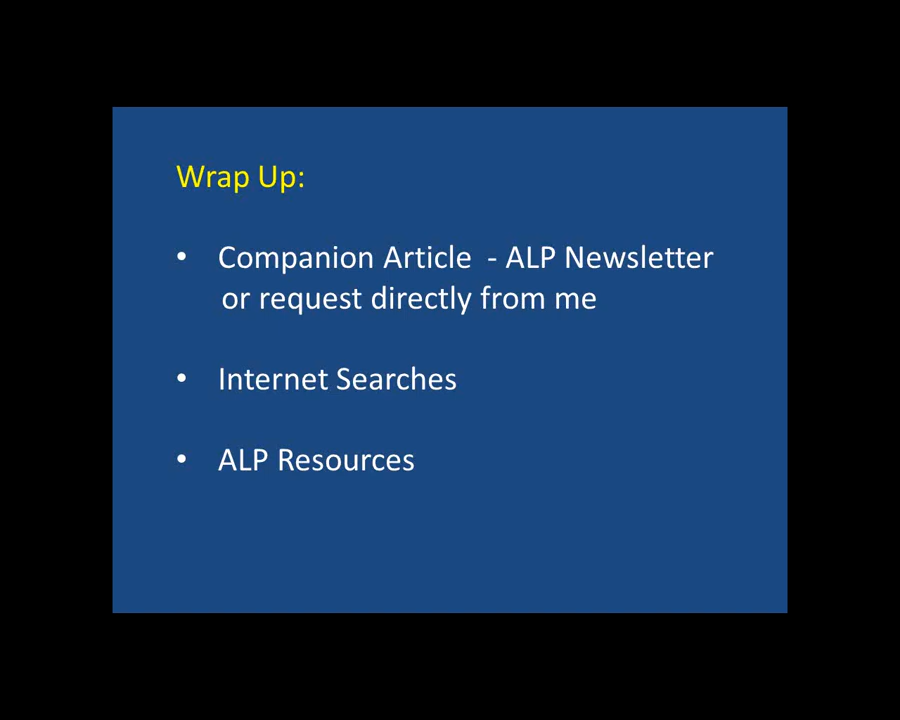 Wrap Up:
• Companion Article  - ALP Newsletter
or request directly from me
• Internet Searches
• ALP Resources